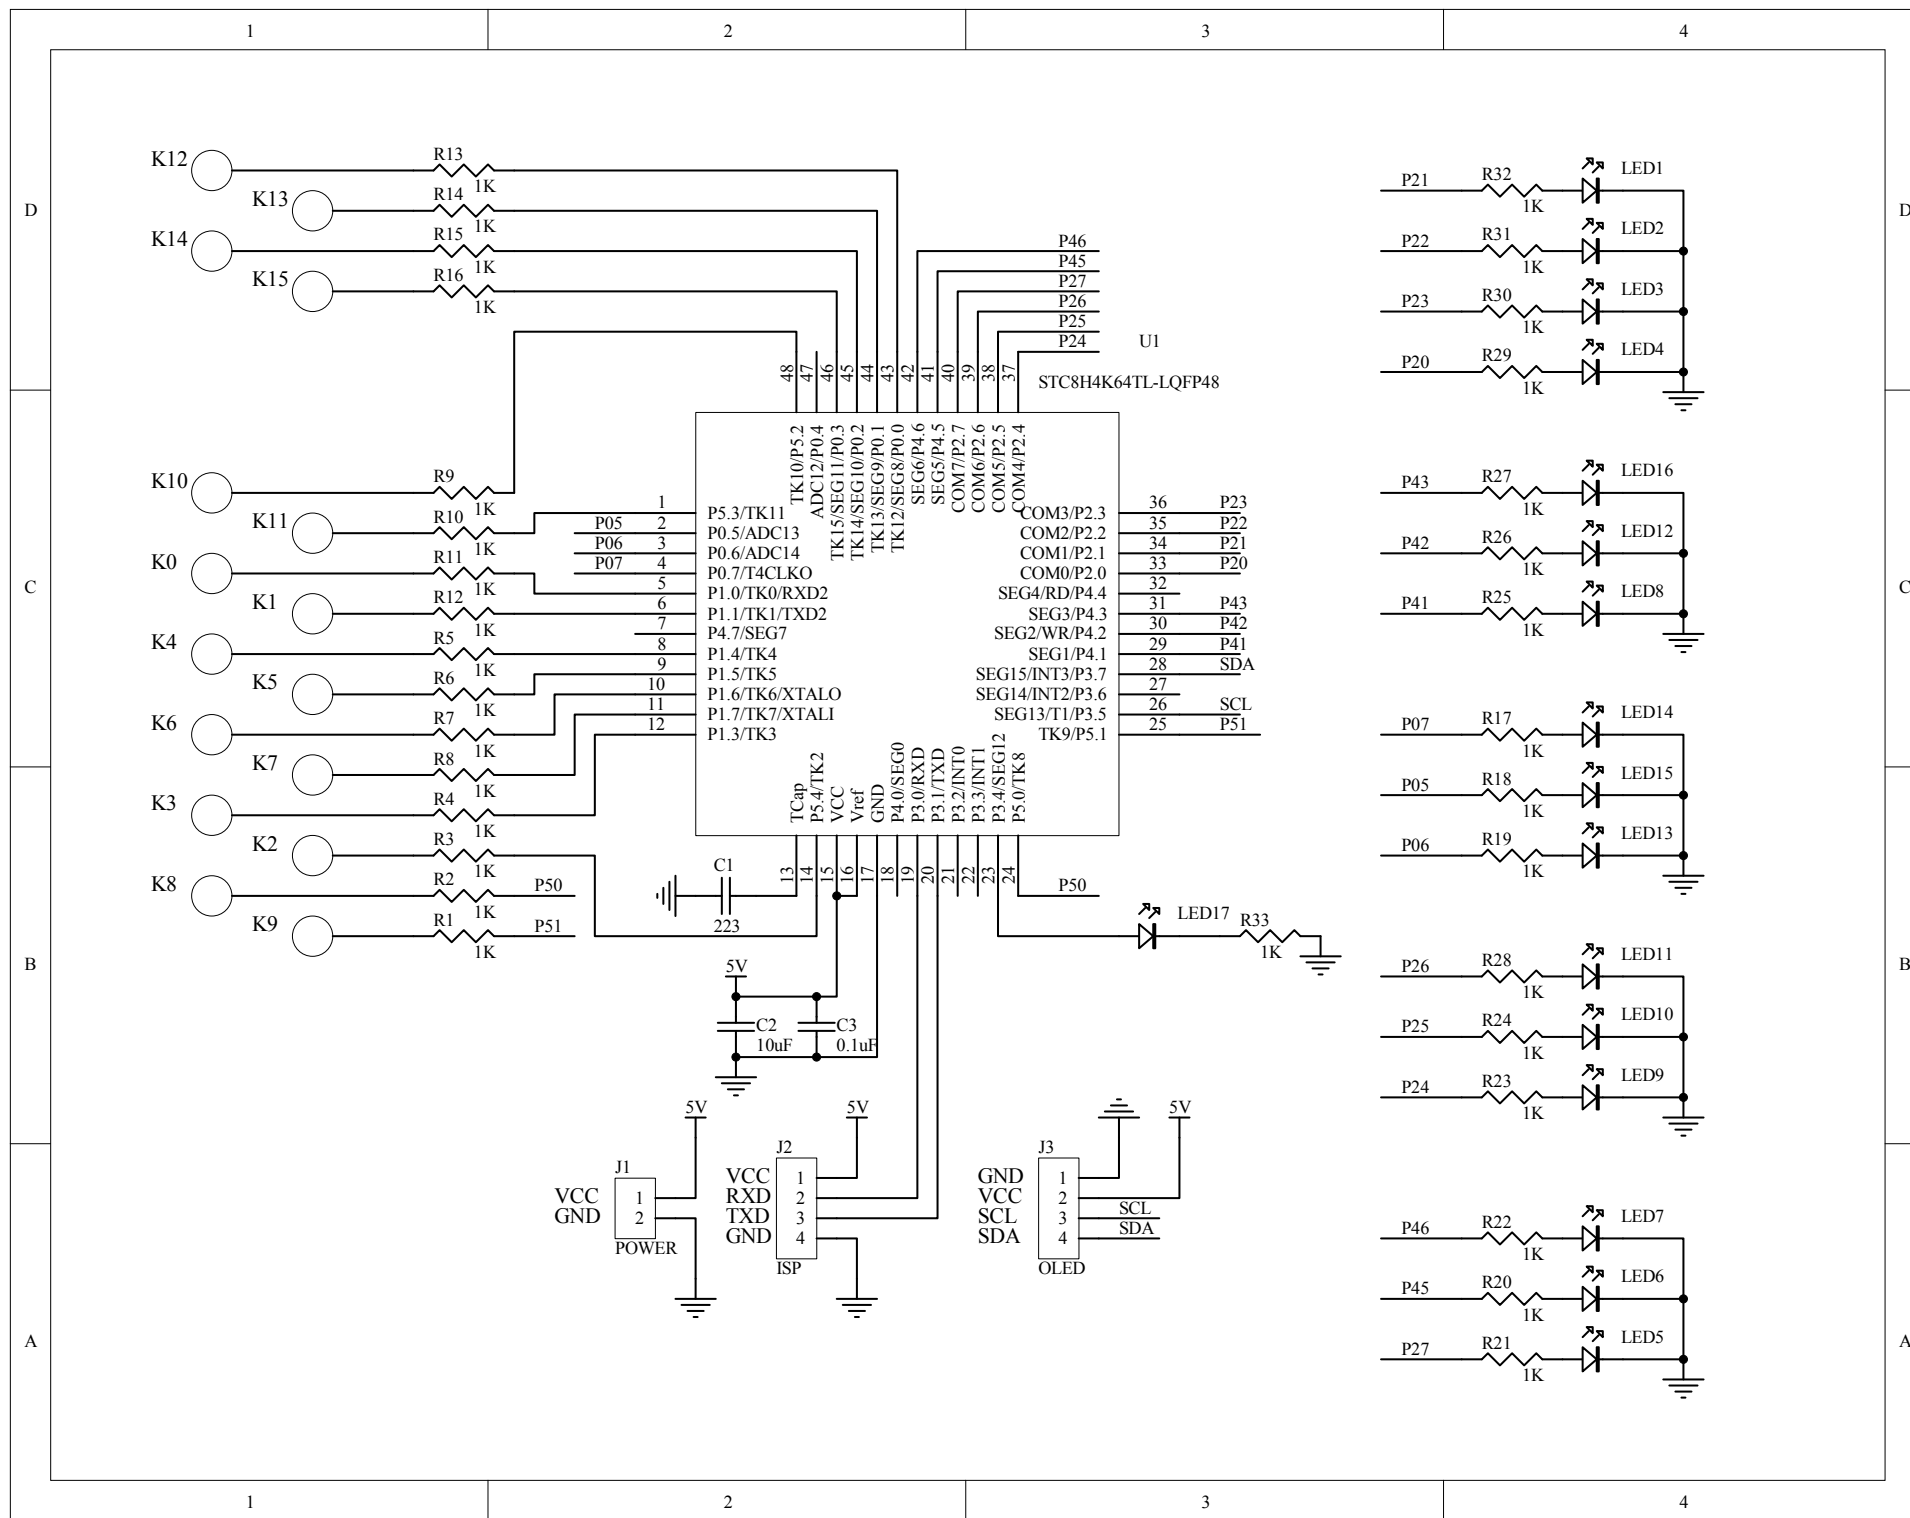 1 2 3 4
D D
C C
B B
A A
1 2 3 4
K12 R13 1K
K13 R14 1K
K14 R15 1K
K15 R16 1K
K10 R9 1K
K11 R10 1K
K0 R11 1K
K1 R12 1K
K4 R5 1K
K5 R6 1K
K6 R7 1K
K7 R8 1K
K3 R4 1K
K2 R3 1K
K8 R2 1K P50
K9 R1 1K P51
P46
P45
P27
P26
P25
P24
U1
STC8H4K64TL-LQFP48
48 TK10/P5.2
47 ADC12/P0.4
46 TK15/SEG11/P0.3
45 TK14/SEG10/P0.2
44 TK13/SEG9/P0.1
43 TK12/SEG8/P0.0
42 SEG6/P4.6
41 SEG5/P4.5
40 COM7/P2.7
39 COM6/P2.6
38 COM5/P2.5
37 COM4/P2.4
1 P5.3/TK11
P05 2 P0.5/ADC13
P06 3 P0.6/ADC14
P07 4 P0.7/T4CLKO
5 P1.0/TK0/RXD2
6 P1.1/TK1/TXD2
7 P4.7/SEG7
8 P1.4/TK4
9 P1.5/TK5
10 P1.6/TK6/XTALO
11 P1.7/TK7/XTALI
12 P1.3/TK3
COM3/P2.3 36 P23
COM2/P2.2 35 P22
COM1/P2.1 34 P21
COM0/P2.0 33 P20
SEG4/RD/P4.4 32
SEG3/P4.3 31 P43
SEG2/WR/P4.2 30 P42
SEG1/P4.1 29 P41
SEG15/INT3/P3.7 28 SDA
SEG14/INT2/P3.6 27
SEG13/T1/P3.5 26 SCL
TK9/P5.1 25 P51
TCap 13
P5.4/TK2 14
VCC 15
Vref 16
GND 17
P4.0/SEG0 18
P3.0/RXD 19
P3.1/TXD 20
P3.2/INT0 21
P3.3/INT1 22
P3.4/SEG12 23
P5.0/TK8 24
P50
C1
223
LED17 R33
1K
5V
C2 C3
10uF 0.1uF
5V
J1
VCC 1
GND 2
POWER
5V
J2
VCC 1
RXD 2
TXD 3
GND 4
ISP
5V
J3
GND 1
VCC 2
SCL 3 SCL
SDA 4 SDA
OLED
P21 R32 1K LED1
P22 R31 1K LED2
P23 R30 1K LED3
P20 R29 1K LED4
P43 R27 1K LED16
P42 R26 1K LED12
P41 R25 1K LED8
P07 R17 1K LED14
P05 R18 1K LED15
P06 R19 1K LED13
P26 R28 1K LED11
P25 R24 1K LED10
P24 R23 1K LED9
P46 R22 1K LED7
P45 R20 1K LED6
P27 R21 1K LED5